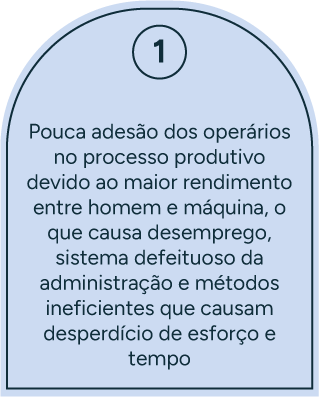 1
Pouca adesão dos operários
no processo produtivo
devido ao maior rendimento
entre homem e máquina, o
que causa desemprego,
sistema defeituoso da
administração e métodos
ineficientes que causam
desperdício de esforço e
tempo